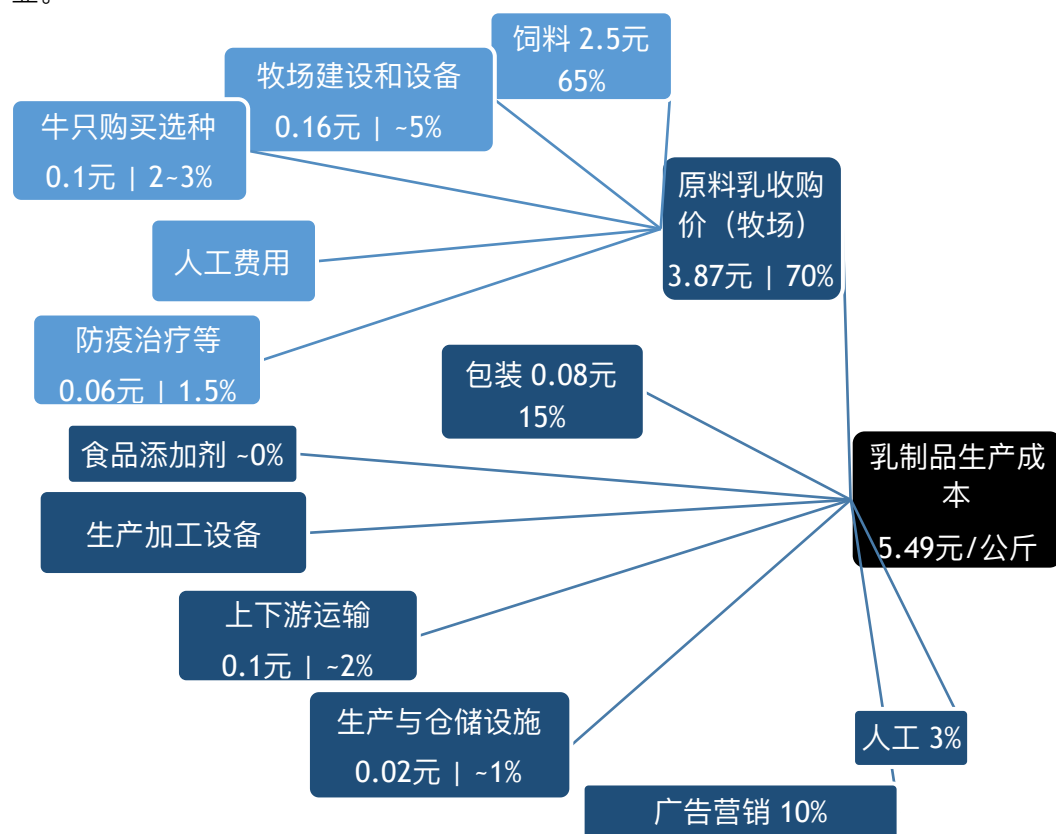 饲料 2.5元
65%
牧场建设和设备
0.16元 | ~5%
牛只购买选种
0.1元 | 2~3%
原料乳收购
价（牧场）
3.87元 | 70%
人工费用
防疫治疗等
0.06元 | 1.5%
包装 0.08元
15%
食品添加剂 ~0%
乳制品生产成
本
5.49元/公斤
生产加工设备
上下游运输
0.1元 | ~2%
生产与仓储设施
0.02元 | ~1%
人工 3%
广告营销 10%